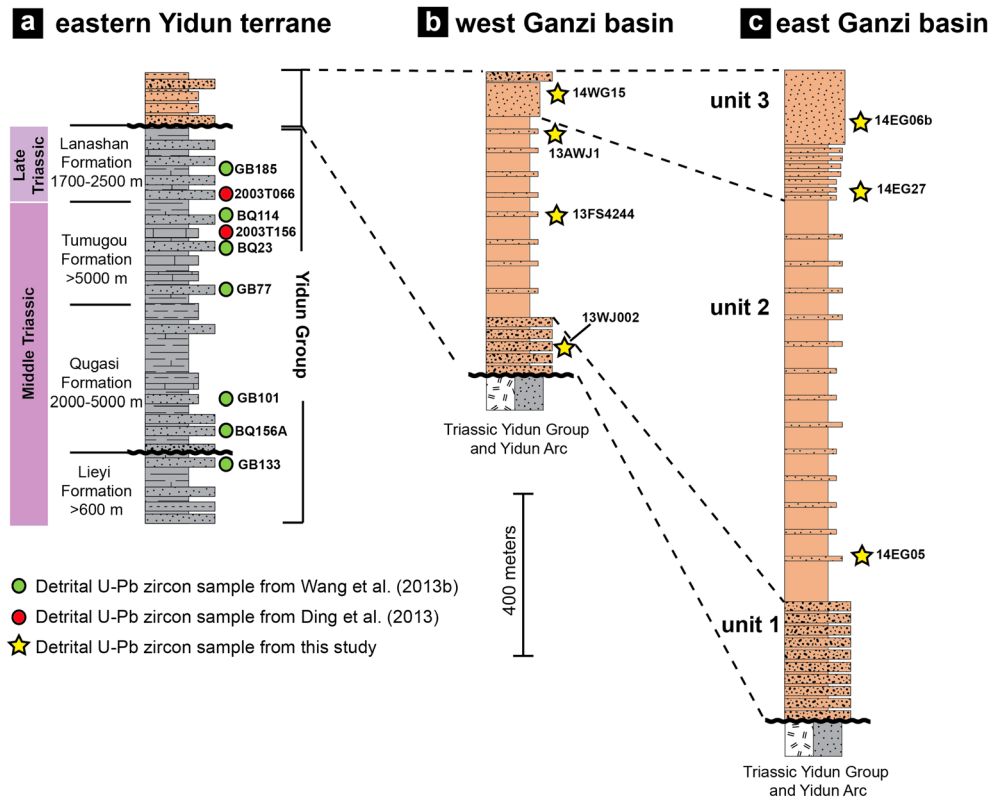 a eastern Yidun terrane
b west Ganzi basin
c east Ganzi basin
Late Triassic
Middle Triassic
Lanashan
Formation
1700-2500 m
Tumugou
Formation
>5000 m
Qugasi
Formation
2000-5000 m
Lieyi
Formation
>600 m
GB185
2003T066
BQ114
2003T156
BQ23
GB77
GB101
BQ156A
GB133
Yidun Group
14WG15
13AWJ1
13FS4244
13WJ002
Triassic Yidun Group
and Yidun Arc
400 meters
unit 3
14EG06b
14EG27
unit 2
14EG05
unit 1
Triassic Yidun Group
and Yidun Arc
Detrital U-Pb zircon sample from Wang et al. (2013b)
Detrital U-Pb zircon sample from Ding et al. (2013)
Detrital U-Pb zircon sample from this study